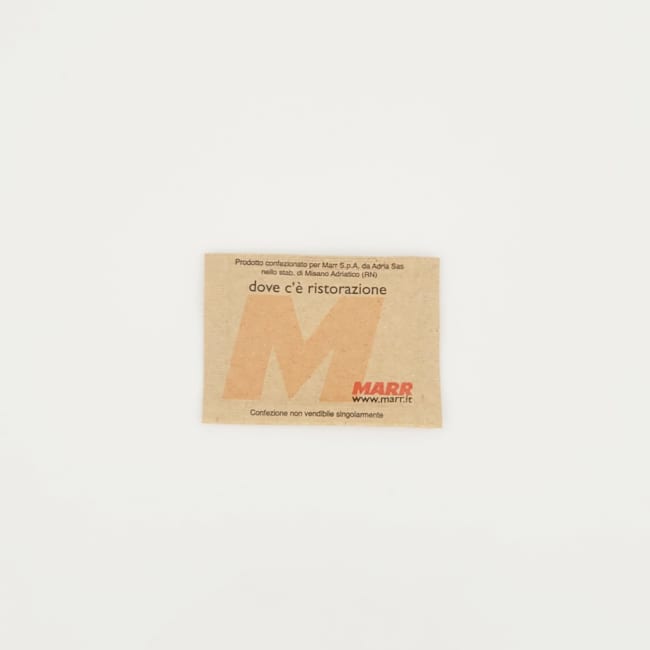 Prodotto confezionato per Marr S.p.A. da Adria Sas
nello stab. di Misano Adriatico (RN)
dove c'è ristorazione
M
MARR
www.marr.it
Confezione non vendibile singolarmente